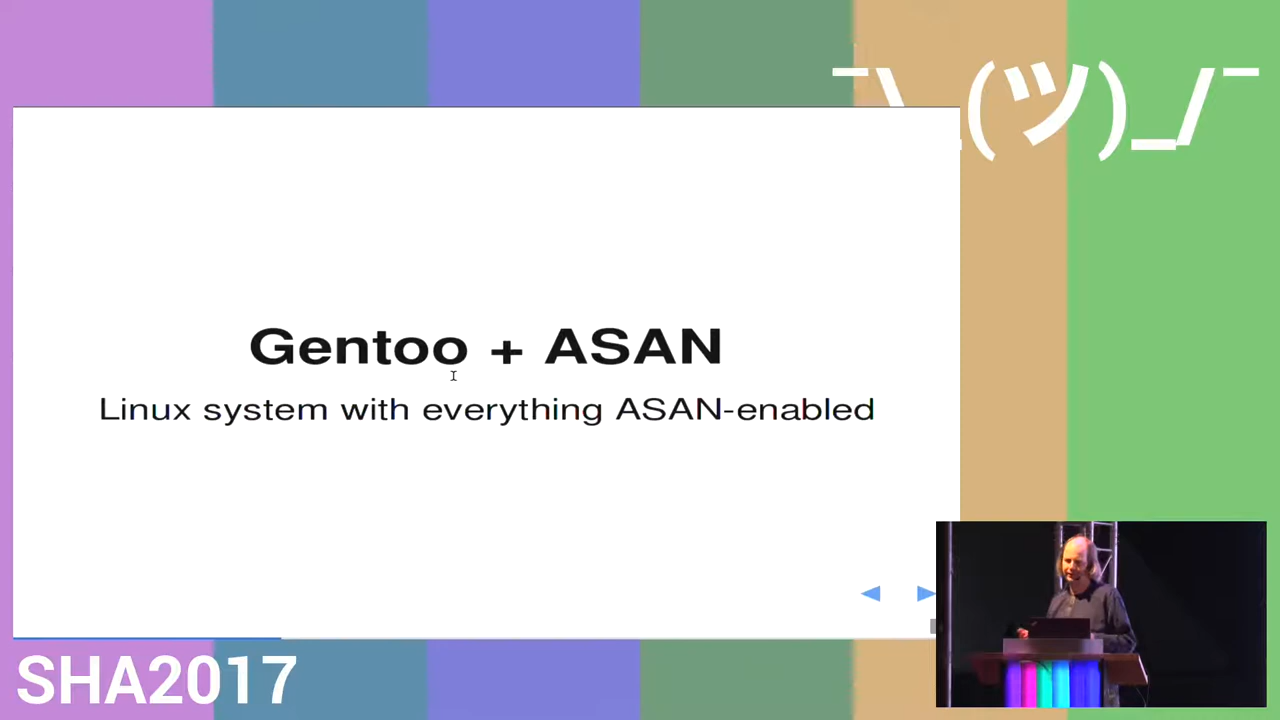 ¯\_(ツ)_/¯
Gentoo + ASAN
Linux system with everything ASAN-enabled
SHA2017